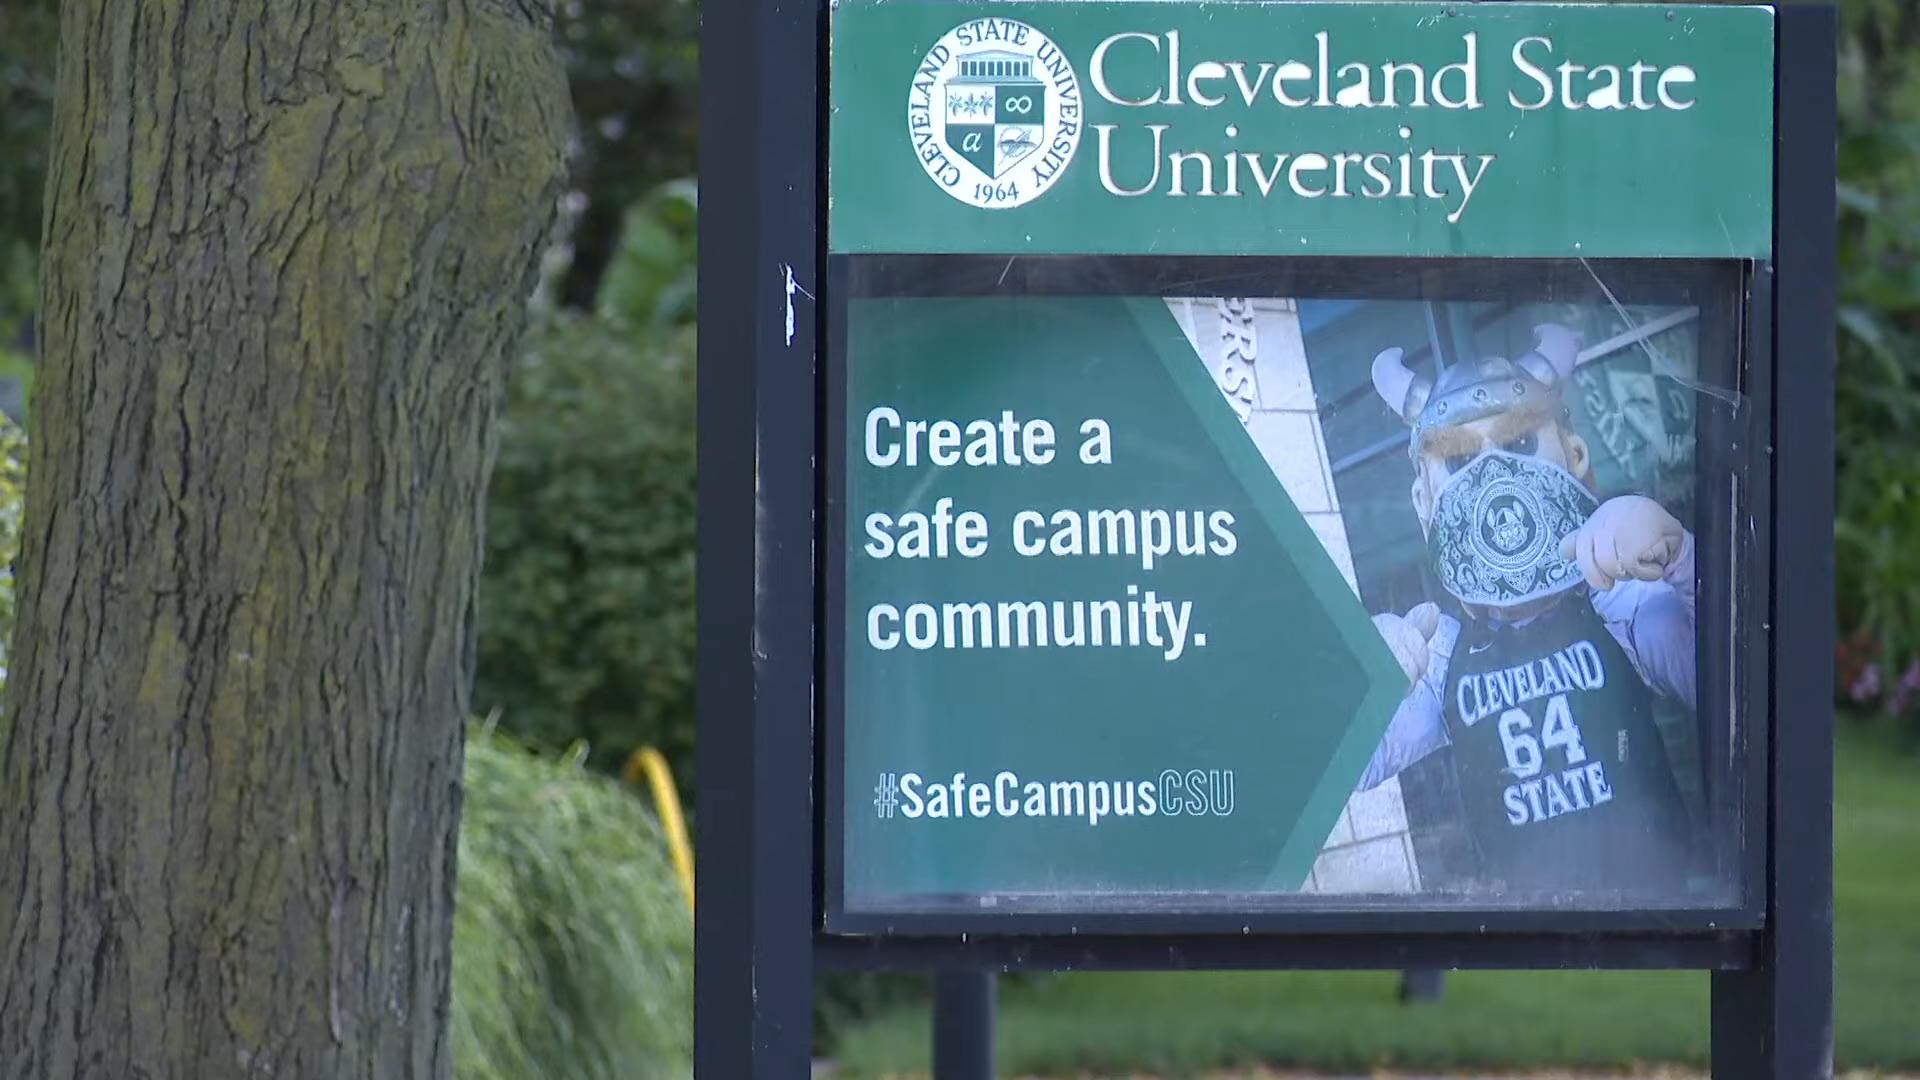 CLEVELAND STATE UNIVERSITY
1964
Cleveland State
University
Create a
safe campus
community.
#SafeCampusCSU
CLEVELAND
64
STATE